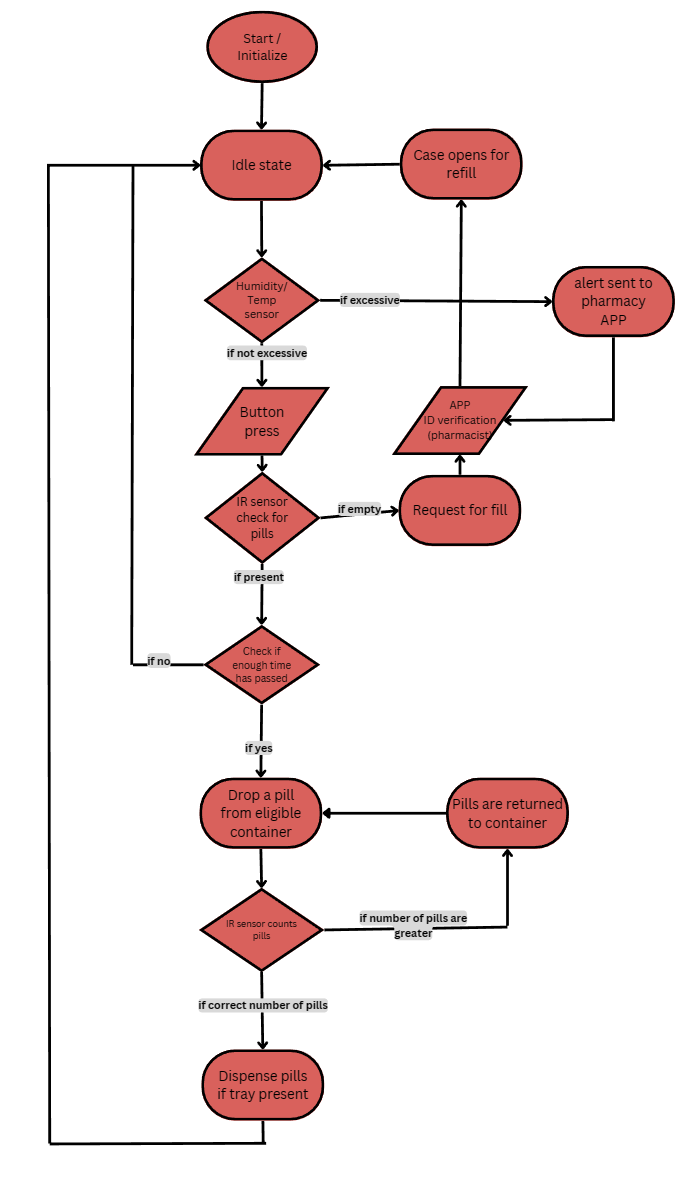 Start /
Initialize
Idle state
Case opens for
refill
Humidity/
Temp
sensor
if excessive
alert sent to
pharmacy
APP
if not excessive
Button
press
APP
ID verification
(pharmacist)
IR sensor
check for
pills
if empty
Request for fill
if present
Check if
enough time
has passed
if no
if yes
Drop a pill
from eligible
container
Pills are returned
to container
IR sensor counts
pills
if number of pills are
greater
if correct number of pills
Dispense pills
if tray present